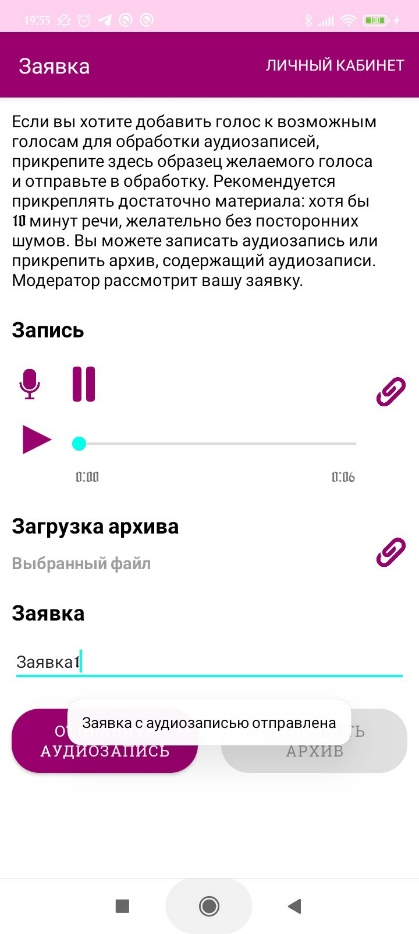 19:55
Заявка
ЛИЧНЫЙ КАБИНЕТ
Если вы хотите добавить голос к возможным
голосам для обработки аудиозаписей,
прикрепите здесь образец желаемого голоса
и отправьте в обработку. Рекомендуется
прикреплять достаточно материала: хотя бы
10 минут речи, желательно без посторонних
шумов. Вы можете записать аудиозапись или
прикрепить архив, содержащий аудиозаписи.
Модератор рассмотрит вашу заявку.
Запись
0:00
0:06
Загрузка архива
Выбранный файл
Заявка
Заявка1
Заявка с аудиозаписью отправлена
АУДИОЗАПИСЬ
АРХИВ